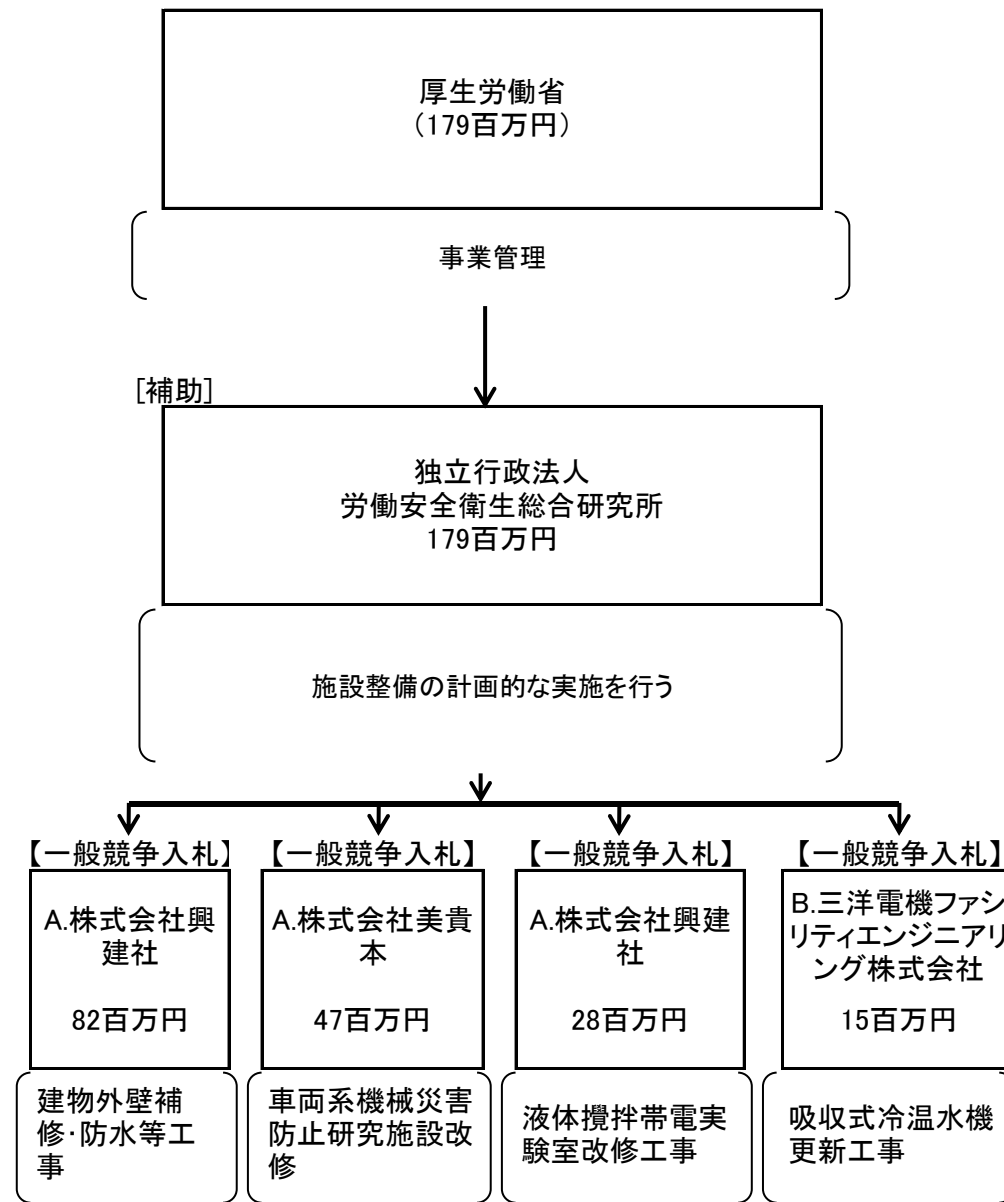 厚生労働省
(179百万円)
事業管理
[補助]
独立行政法人
労働安全衛生総合研究所
179百万円
施設整備の計画的な実施を行う
【一般競争入札】
A.株式会社興
建社
82百万円
建物外壁補
修・防水等工
事
【一般競争入札】
A.株式会社美貴
本
47百万円
車両系機械災害
防止研究施設改
修
【一般競争入札】
A.株式会社興建
社
28百万円
液体攪拌帯電実
験室改修工事
【一般競争入札】
B.三洋電機ファシ
リティエンジニアリ
ング株式会社
15百万円
吸収式冷温水機
更新工事